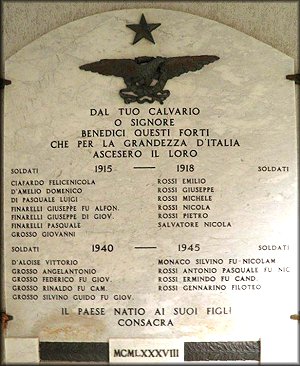 DAL TUO CALVARIO
O SIGNORE
BENEDICI QUESTI FORTI
CHE PER LA GRANDEZZA D'ITALIA
ASCESERO IL LORO
SOLDATI 1915 — 1918 SOLDATI
CIAFARDO FELICENICOLA ROSSI EMILIO
D'AMELIO DOMENICO ROSSI GIUSEPPE
DI PASQUALE LUIGI ROSSI MICHELE
FINARELLI GIUSEPPE FU ALFON. ROSSI NICOLA
FINARELLI GIUSEPPE DI GIOV. ROSSI PIETRO
FINARELLI PASQUALE SALVATORE NICOLA
GROSSO GIOVANNI
SOLDATI 1940 — 1945 SOLDATI
D'ALOISE VITTORIO MONACO SILVINO FU NICOLAM.
GROSSO ANGELANTONIO ROSSI ANTONIO PASQUALE FU NIC
GROSSO FEDERICO FU GIOV. ROSSI ERMINDO FU CAND.
GROSSO RINALDO FU CAM. ROSSI GENNARINO FILOTEO
GROSSO SILVINO GUIDO FU GIOV.
IL PAESE NATIO AI SUOI FIGLI
CONSACRA
MCMLXXXVIII